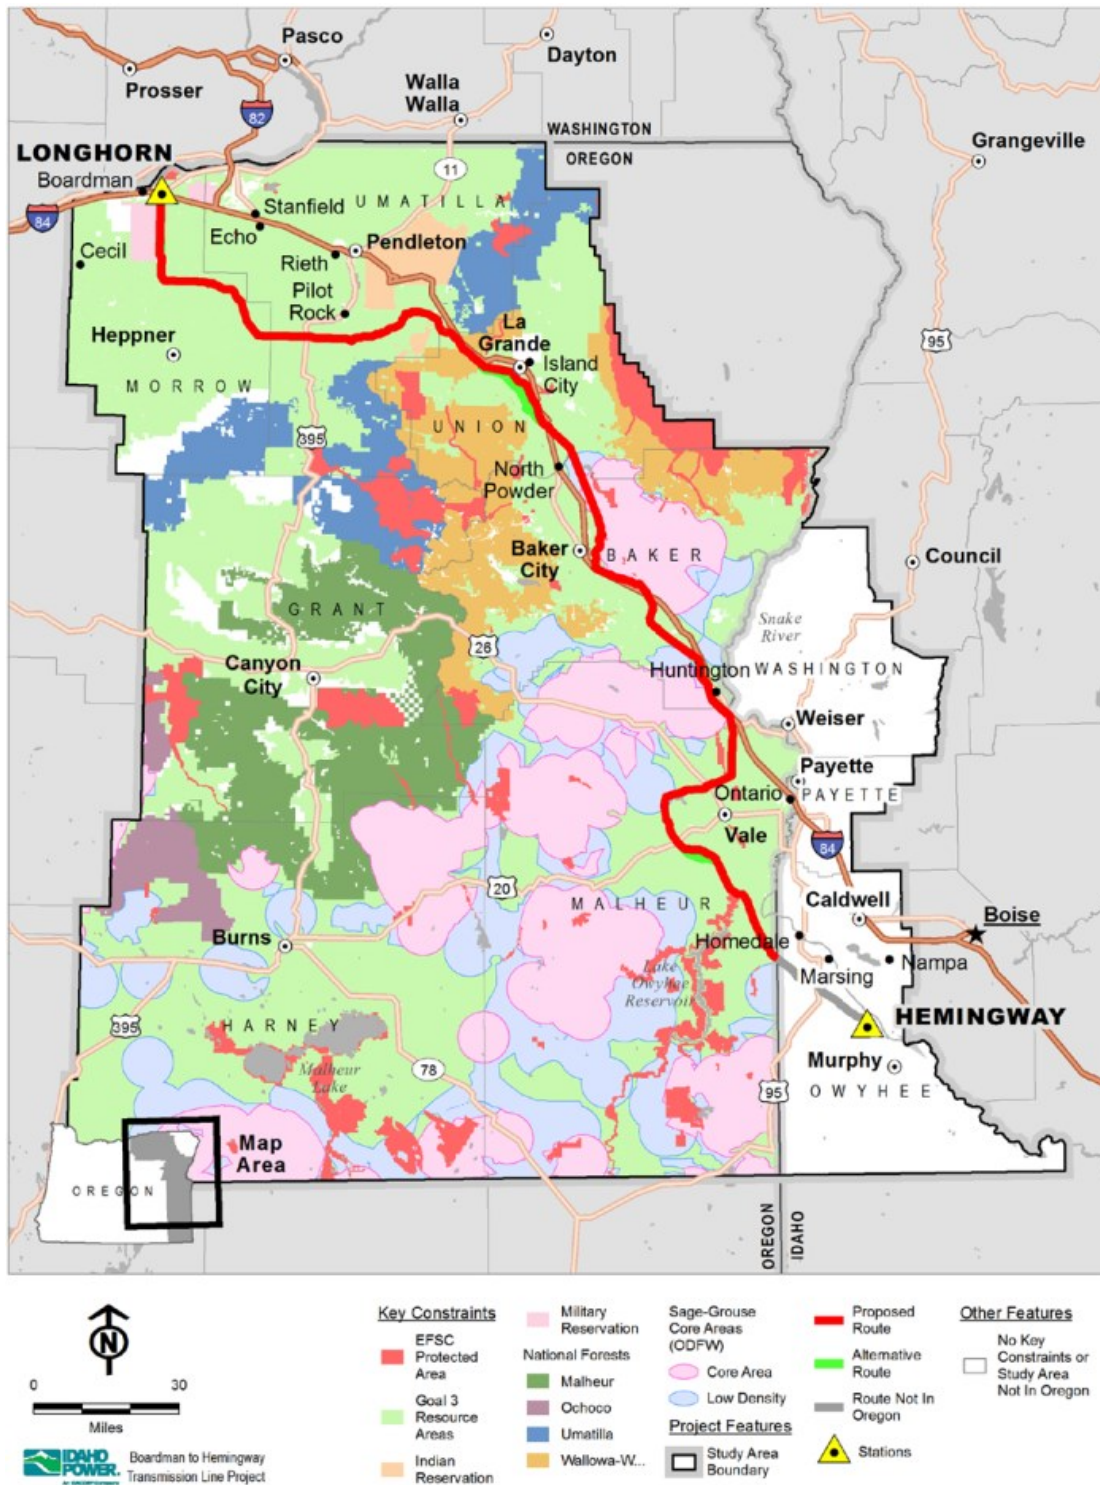 Pasco
Dayton
Prosser
Walla
Walla
82
WASHINGTON
OREGON
Grangeville
LONGHORN
Boardman
11
UMATILLA
84
Stanfield
Echo
Pendleton
Cecil
Rieth
Pilot
Rock
La
Grande
Island
City
95
Heppner
MORROW
UNION
395
North
Powder
Baker
City
BAKER
Council
GRANT
Snake
River
26
WASHINGTON
Canyon
City
Huntington
Weiser
Payette
Ontario
PAYETTE
Vale
84
20
MALHEUR
Caldwell
Boise
Burns
Homedale
Nampa
Marsing
Lake
Owyhee
Reservoir
HEMINGWAY
395
HARNEY
Malheur
Lake
78
Murphy
95
OWYHEE
Map
Area
OREGON
OREGON
IDAHO
N
0 30
Miles
IDAHO
POWER.
Boardman to Hemingway
Transmission Line Project
Key Constraints
EFSC
Protected
Area
Goal 3
Resource
Areas
Indian
Reservation
Military
Reservation
National Forests
Malheur
Ochoco
Umatilla
Wallowa-W...
Sage-Grouse
Core Areas
(ODFW)
Core Area
Low Density
Project Features
Study Area
Boundary
Proposed
Route
Alternative
Route
Route Not In
Oregon
Stations
Other Features
No Key
Constraints or
Study Area
Not In Oregon